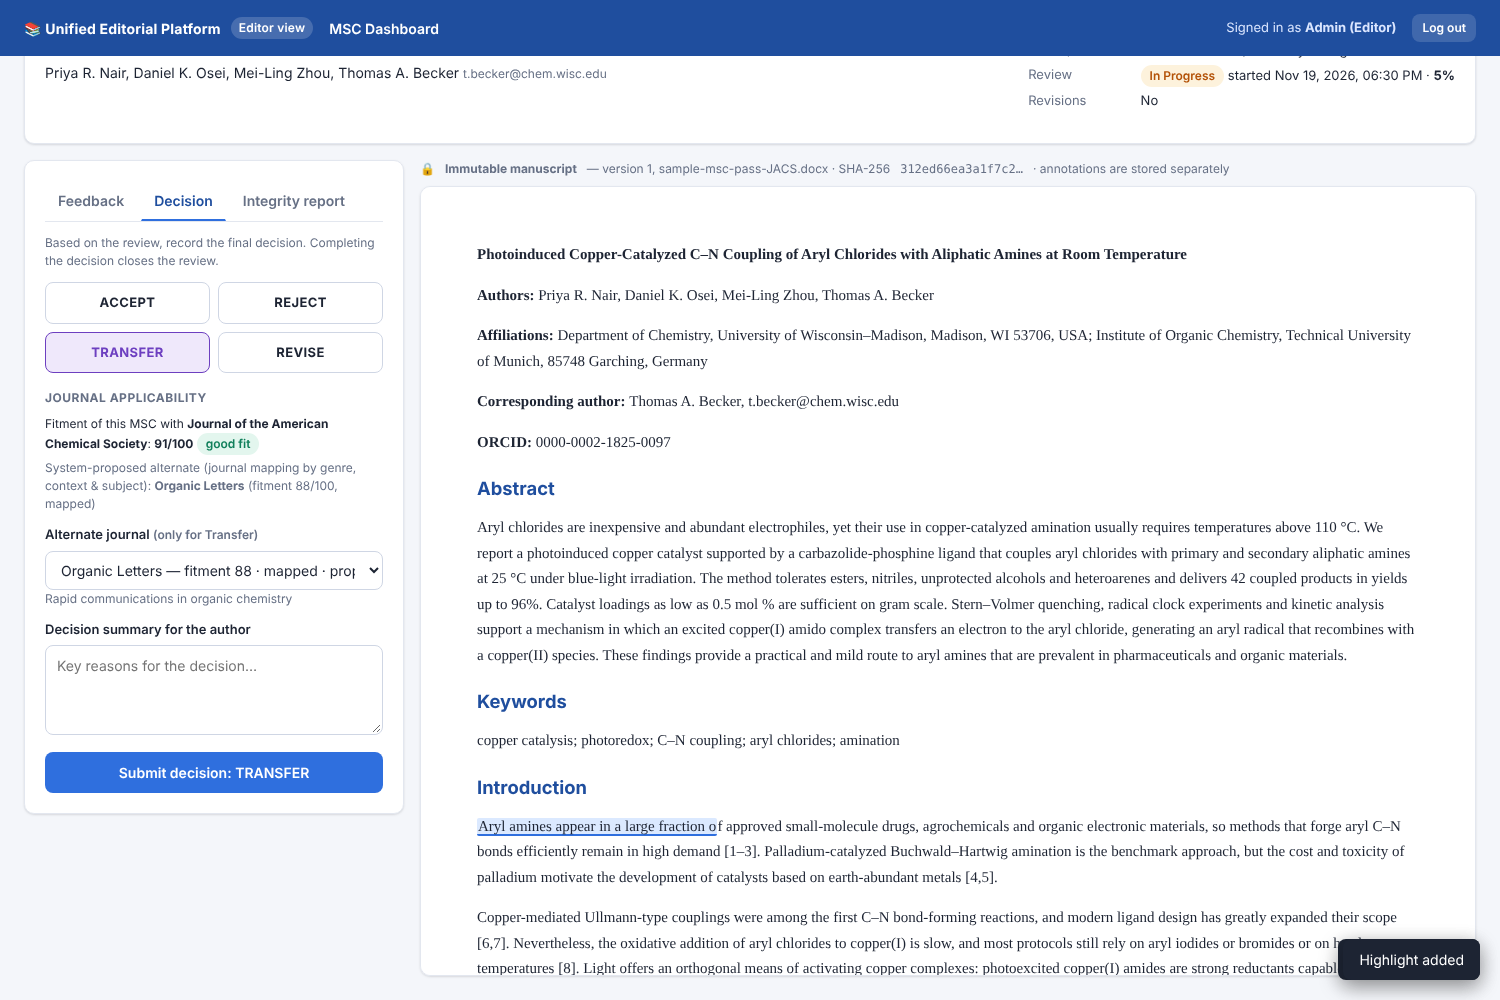 📚 Unified Editorial Platform Editor view MSC Dashboard Signed in as Admin (Editor) Log out
Priya R. Nair, Daniel K. Osei, Mei-Ling Zhou, Thomas A. Becker t.becker@chem.wisc.edu
Review In Progress started Nov 19, 2026, 06:30 PM · 5%
Revisions No
Feedback Decision Integrity report
Based on the review, record the final decision. Completing
the decision closes the review.
ACCEPT REJECT
TRANSFER REVISE
JOURNAL APPLICABILITY
Fitment of this MSC with Journal of the American
Chemical Society: 91/100 good fit
System-proposed alternate (journal mapping by genre,
context & subject): Organic Letters (fitment 88/100,
mapped)
Alternate journal (only for Transfer)
Organic Letters — fitment 88 · mapped · prop
Rapid communications in organic chemistry
Decision summary for the author
Key reasons for the decision...
Submit decision: TRANSFER
🔒 Immutable manuscript — version 1, sample-msc-pass-JACS.docx · SHA-256 312ed66ea3a1f7c2… · annotations are stored separately
Photoinduced Copper-Catalyzed C–N Coupling of Aryl Chlorides with Aliphatic Amines at Room Temperature
Authors: Priya R. Nair, Daniel K. Osei, Mei-Ling Zhou, Thomas A. Becker
Affiliations: Department of Chemistry, University of Wisconsin–Madison, Madison, WI 53706, USA; Institute of Organic Chemistry, Technical University
of Munich, 85748 Garching, Germany
Corresponding author: Thomas A. Becker, t.becker@chem.wisc.edu
ORCID: 0000-0002-1825-0097
Abstract
Aryl chlorides are inexpensive and abundant electrophiles, yet their use in copper-catalyzed amination usually requires temperatures above 110 °C. We
report a photoinduced copper catalyst supported by a carbazolide-phosphine ligand that couples aryl chlorides with primary and secondary aliphatic amines
at 25 °C under blue-light irradiation. The method tolerates esters, nitriles, unprotected alcohols and heteroarenes and delivers 42 coupled products in yields
up to 96%. Catalyst loadings as low as 0.5 mol % are sufficient on gram scale. Stern–Volmer quenching, radical clock experiments and kinetic analysis
support a mechanism in which an excited copper(I) amido complex transfers an electron to the aryl chloride, generating an aryl radical that recombines with
a copper(II) species. These findings provide a practical and mild route to aryl amines that are prevalent in pharmaceuticals and organic materials.
Keywords
copper catalysis; photoredox; C–N coupling; aryl chlorides; amination
Introduction
Aryl amines appear in a large fraction of approved small-molecule drugs, agrochemicals and organic electronic materials, so methods that forge aryl C–N
bonds efficiently remain in high demand [1–3]. Palladium-catalyzed Buchwald–Hartwig amination is the benchmark approach, but the cost and toxicity of
palladium motivate the development of catalysts based on earth-abundant metals [4,5].
Copper-mediated Ullmann-type couplings were among the first C–N bond-forming reactions, and modern ligand design has greatly expanded their scope
[6,7]. Nevertheless, the oxidative addition of aryl chlorides to copper(I) is slow, and most protocols still rely on aryl iodides or bromides or on
temperatures [8]. Light offers an orthogonal means of activating copper complexes: photoexcited copper(I) amides are strong reductants
Highlight added